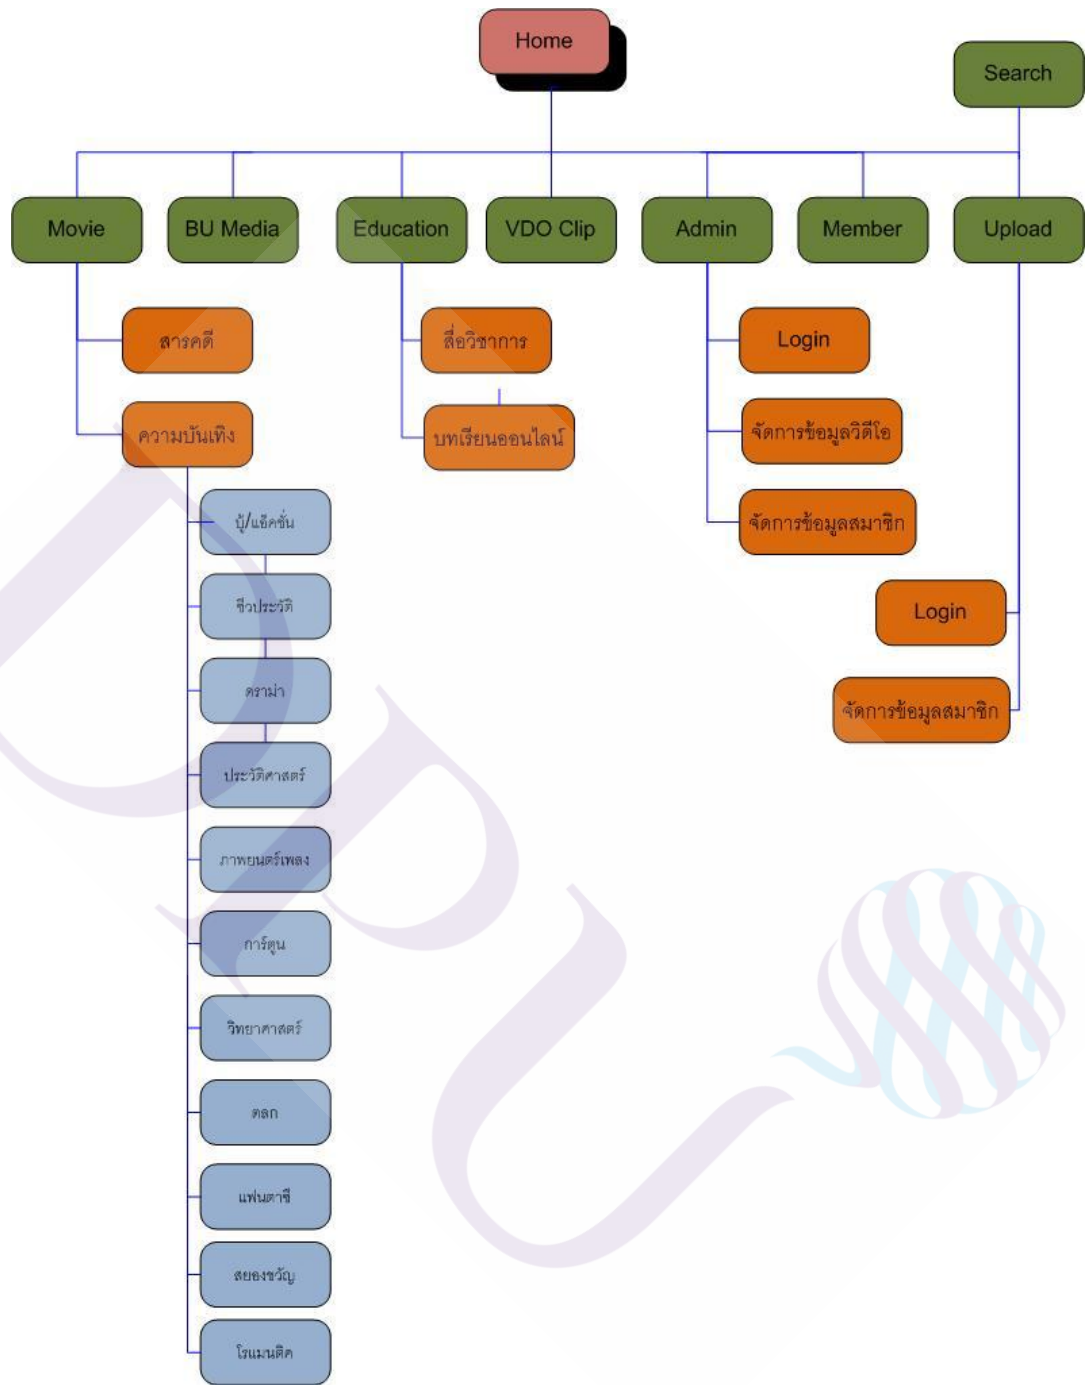 Home
Search
Movie
BU Media
Education
VDO Clip
Admin
Member
Upload
สารคดี
ความบันเทิง
บู้/แอ็คชั่น
ชีวประวัติ
ดราม่า
ประวัติศาสตร์
ภาพยนตร์เพลง
การ์ตูน
วิทยาศาสตร์
ตลก
แฟนตาซี
สยองขวัญ
โรแมนติค
สื่อวิชาการ
บทเรียนออนไลน์
Login
จัดการข้อมูลวิดีโอ
จัดการข้อมูลสมาชิก
Login
จัดการข้อมูลสมาชิก
DPU